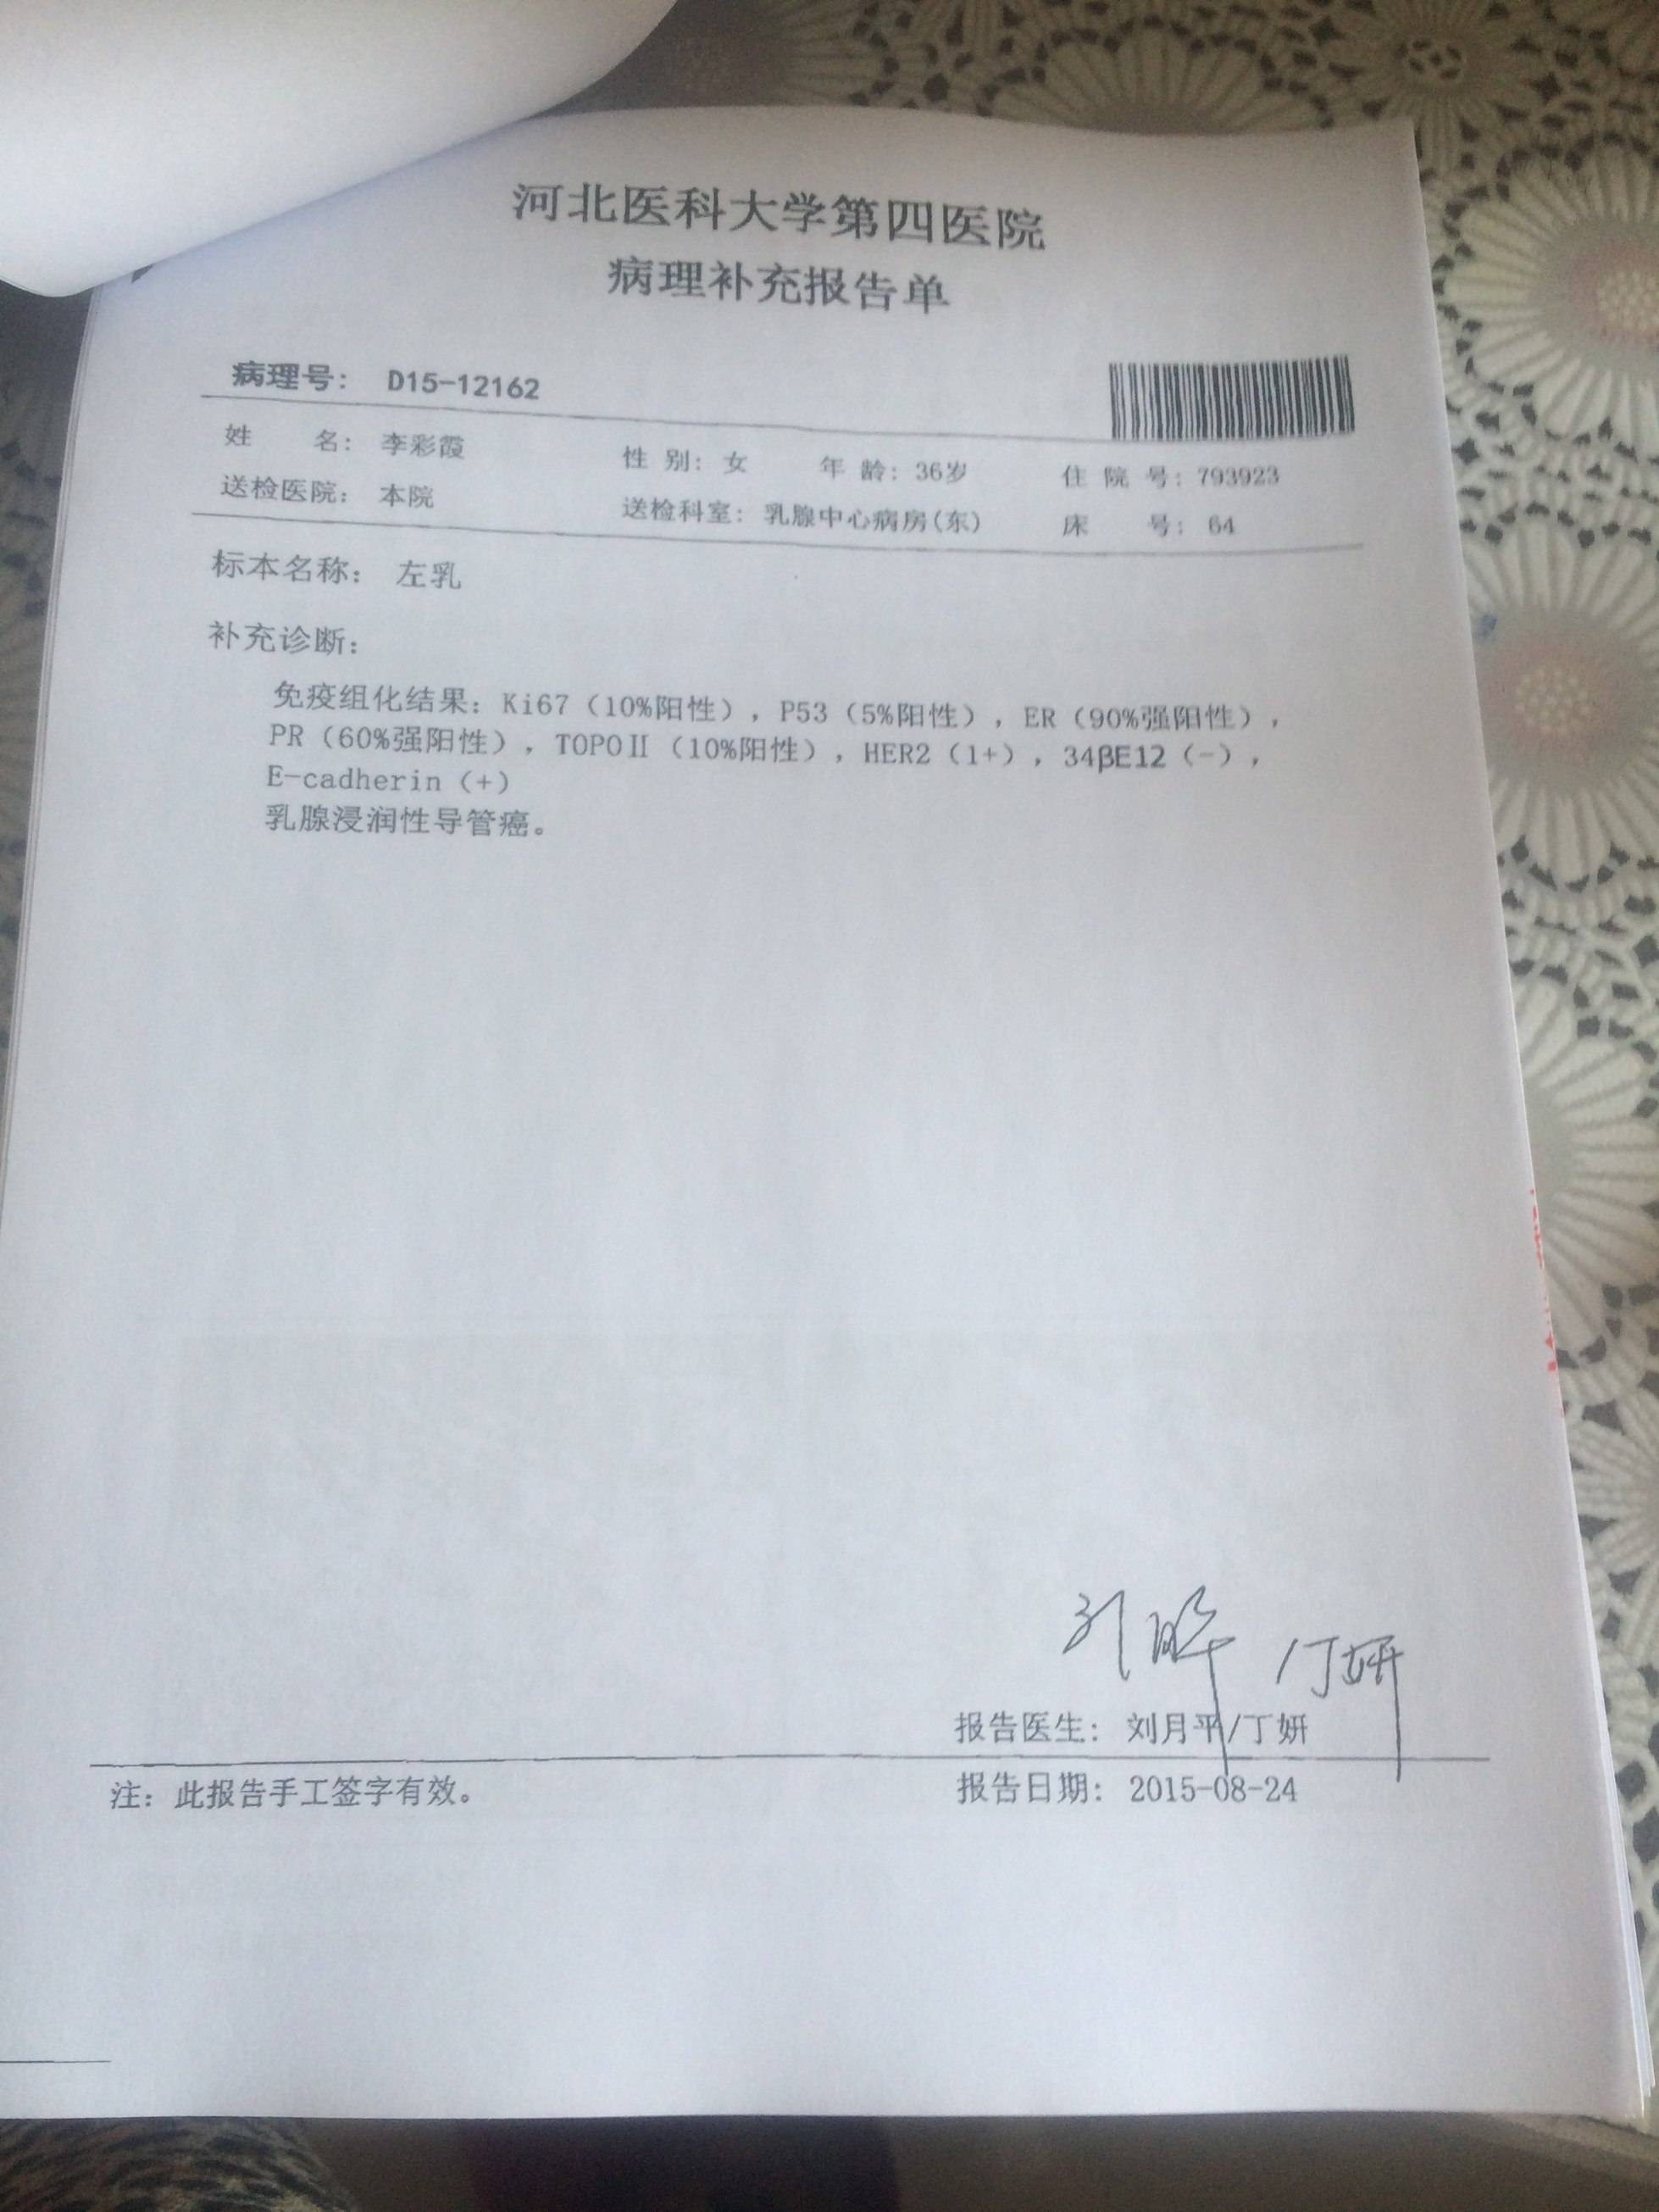 河北医科大学第四医院
病理补充报告单
病理号: D15-12162
姓 名: 李彩霞 性 别: 女 年 龄: 36岁 住 院 号: 793923
送检医院: 本院 送检科室: 乳腺中心病房(东) 床 号: 64
标本名称: 左乳
补充诊断:
免疫组化结果: Ki67(10%阳性), P53(5%阳性), ER(90%强阳性),
PR(60%强阳性), TOPOⅡ(10%阳性), HER2(1+), 34βE12(-),
E-cadherin(+)
乳腺浸润性导管癌。
丁妍
报告医生: 刘月平/丁妍
注: 此报告手工签字有效。 报告日期: 2015-08-24